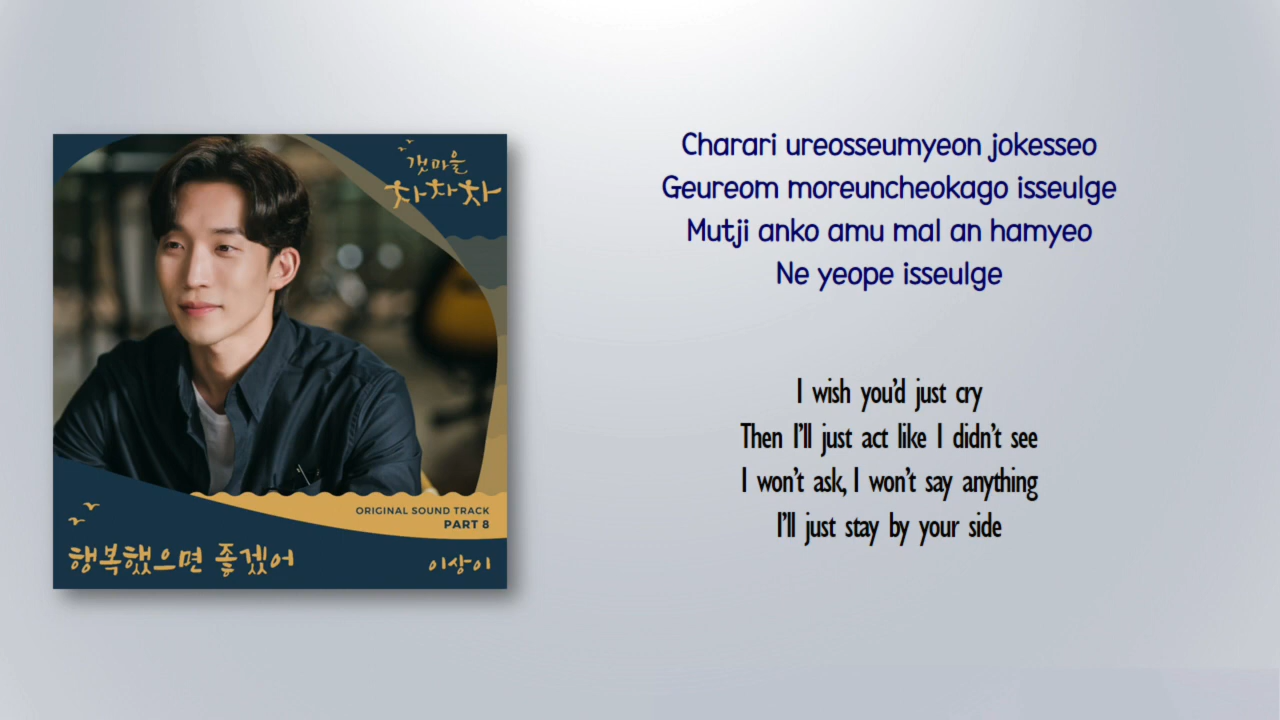 갯마을
차차차
ORIGINAL SOUND TRACK
PART 8
행복했으면 좋겠어
이상이
Charari ureosseumyeon jokesseo
Geureom moreuncheokago isseulge
Mutji anko amu mal an hamyeo
Ne yeope isseulge
I wish you'd just cry
Then I'll just act like I didn't see
I won't ask, I won't say anything
I'll just stay by your side